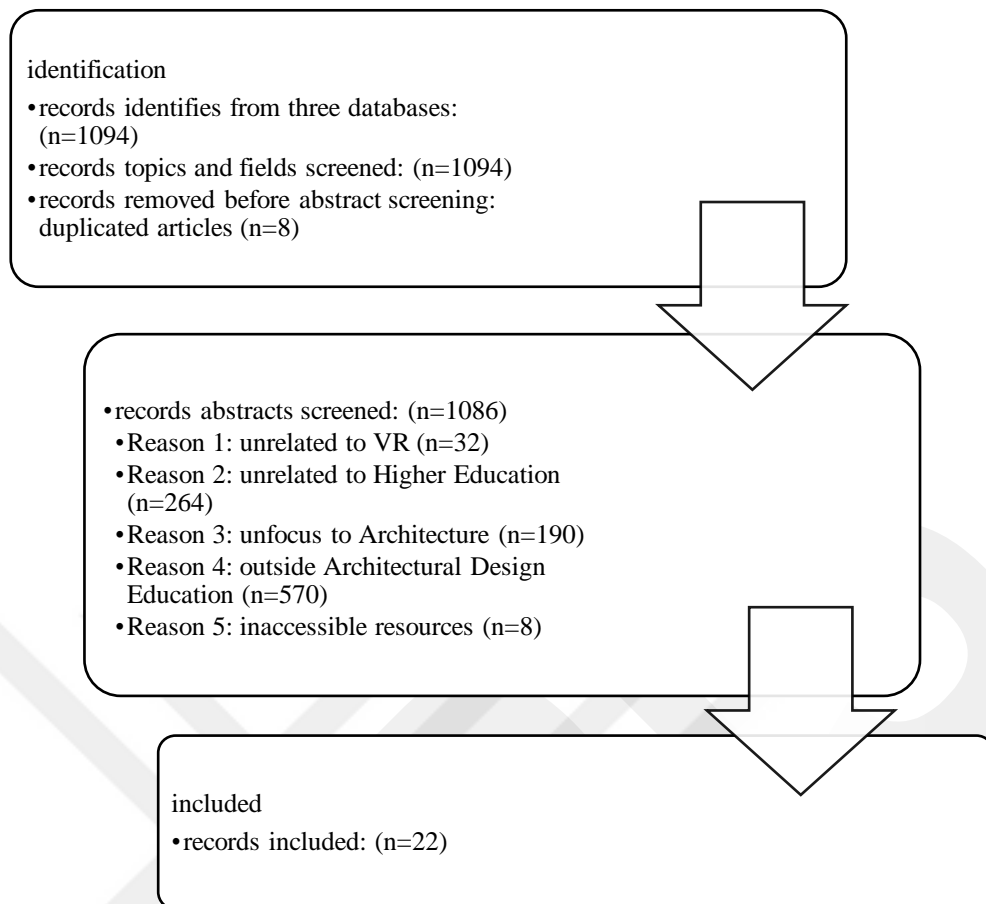 identification
•records identifies from three databases:
(n=1094)
•records topics and fields screened: (n=1094)
•records removed before abstract screening:
duplicated articles (n=8)
•records abstracts screened: (n=1086)
•Reason 1: unrelated to VR (n=32)
•Reason 2: unrelated to Higher Education
(n=264)
•Reason 3: unfocus to Architecture (n=190)
•Reason 4: outside Architectural Design
Education (n=570)
•Reason 5: inaccessible resources (n=8)
included
•records included: (n=22)